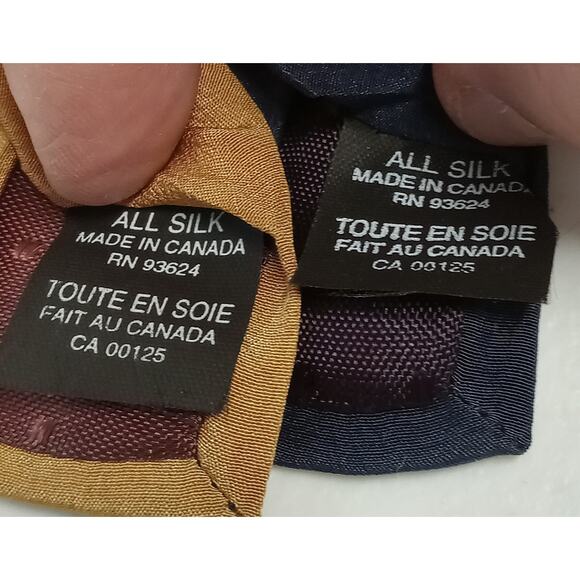 ALL SILK
MADE IN CANADA
RN 93624
TOUTE EN SOIE
FAIT AU CANADA
CA 00125
ALL SILK
MADE IN CANADA
RN 93624
TOUTE EN SOIE
FAIT AU CANADA
CA 00125